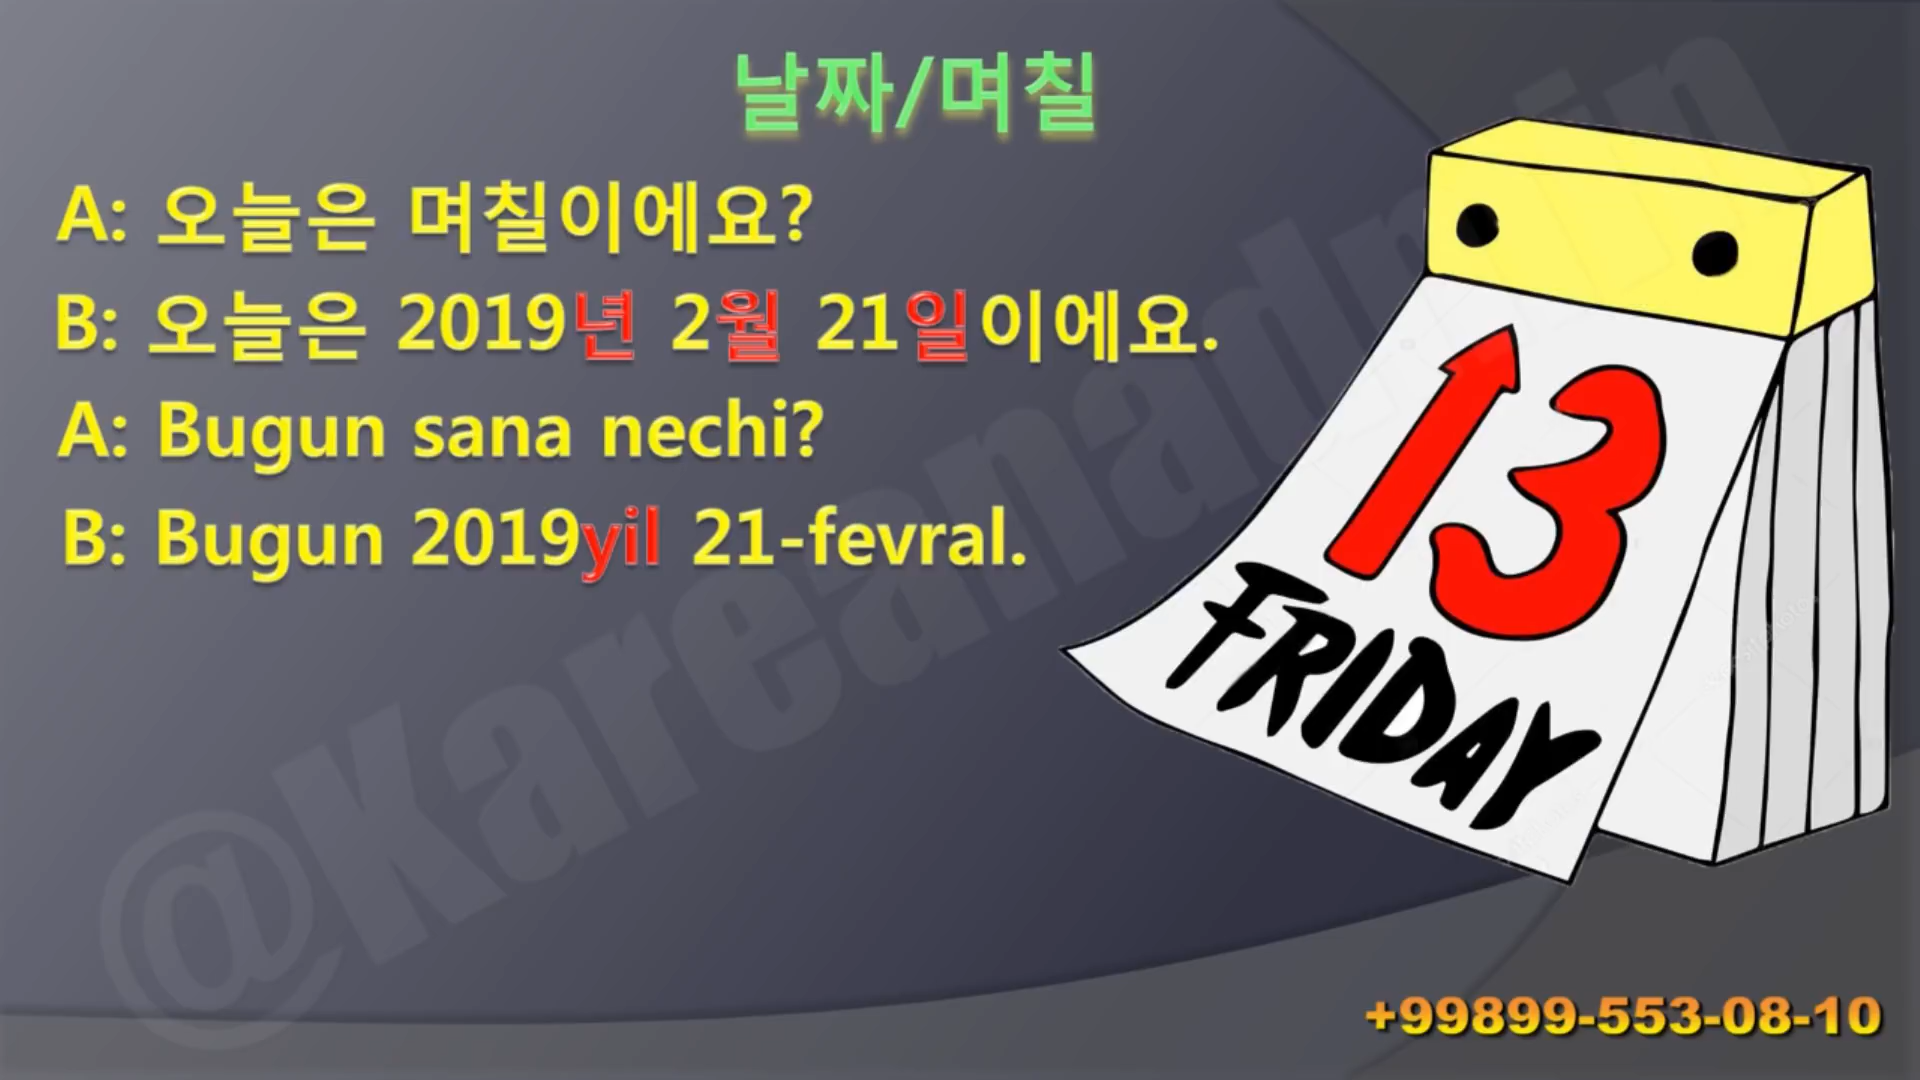 날짜/며칠
A: 오늘은 며칠이에요?
B: 오늘은 2019년 2월 21일이에요.
A: Bugun sana nechi?
B: Bugun 2019yil 21-fevral.
13
FRIDAY
@Kareanadmin
+99899-553-08-10